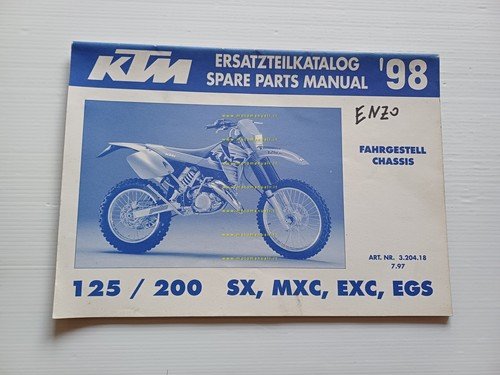 KTM
ERSATZTEILKATALOG
SPARE PARTS MANUAL
'98
ENZO
FAHRGESTELL
CHASSIS
ART. NR. 3.204.18
7.97
125 / 200 SX, MXC, EXC, EGS